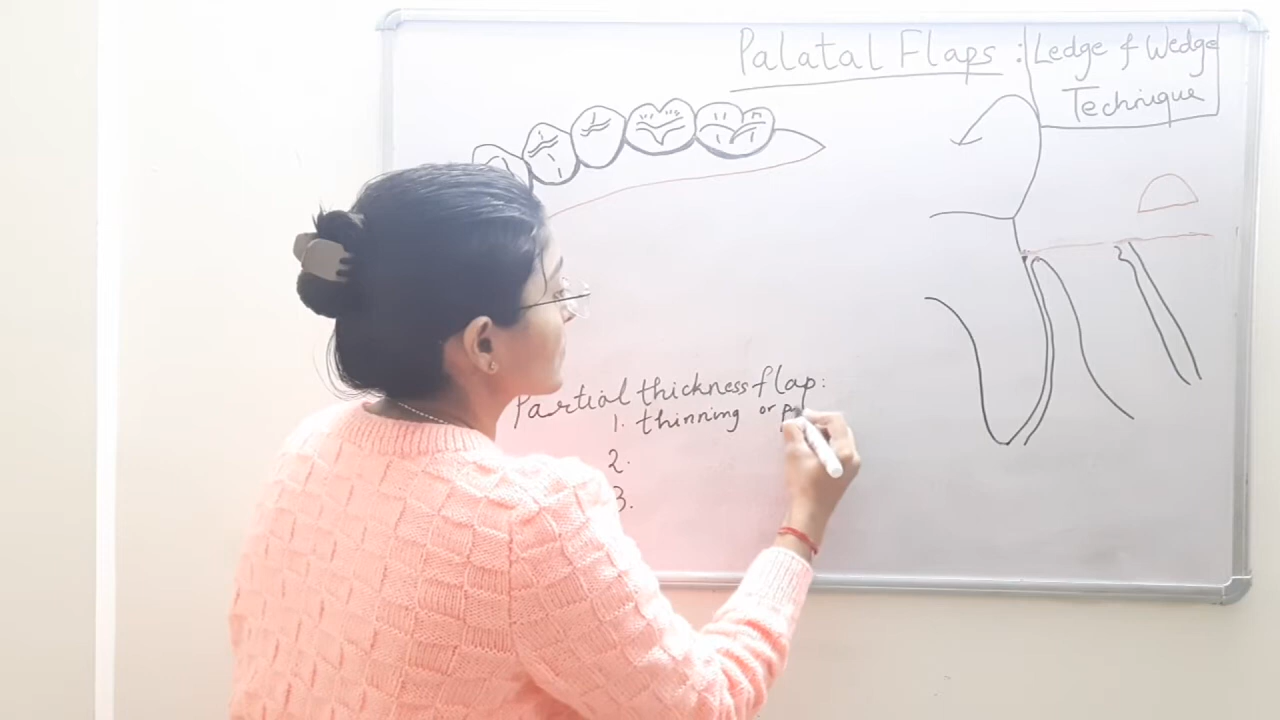 Palatal Flaps : Ledge & Wedge
Technique
Partial thickness flap:
1. thinning or p
2.
3.